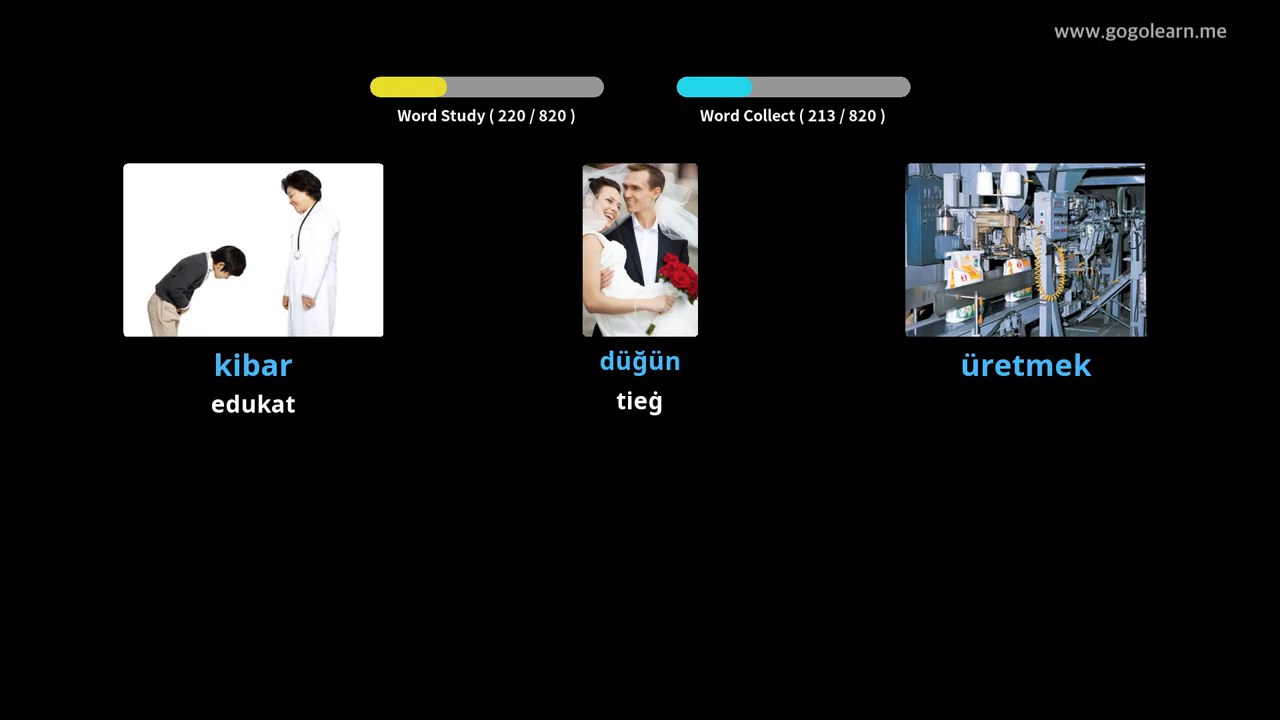 www.gogolearn.me
Word Study ( 220 / 820 )
Word Collect ( 213 / 820 )
kibar
edukat
düğün
tieġ
üretmek